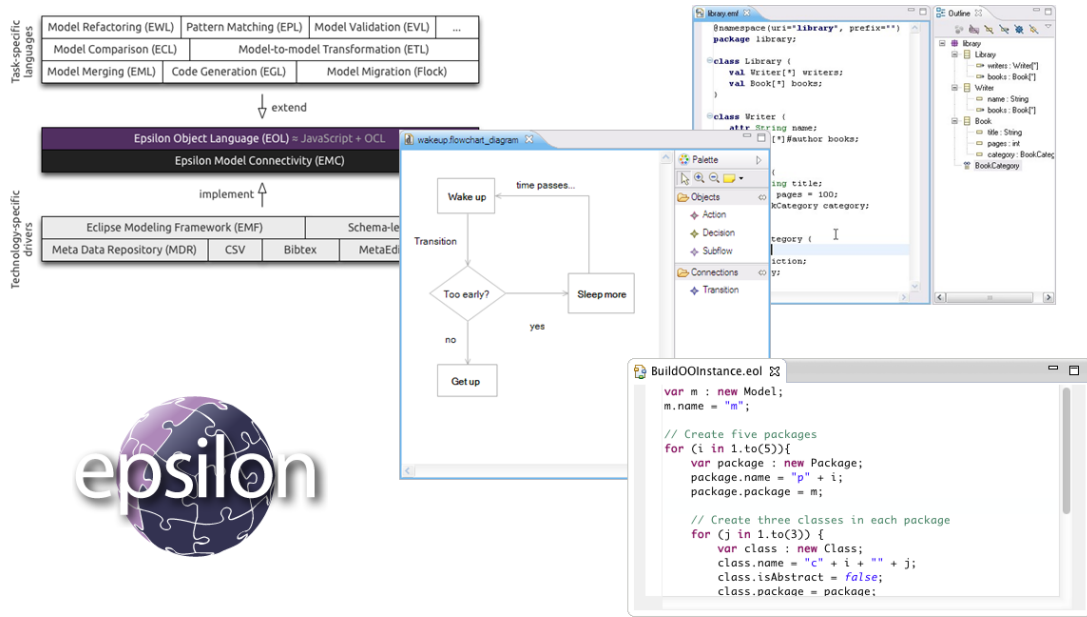 Task-specific
languages
Model Refactoring (EWL) Pattern Matching (EPL) Model Validation (EVL) ...
Model Comparison (ECL) Model-to-model Transformation (ETL)
Model Merging (EML) Code Generation (EGL) Model Migration (Flock)
extend
Epsilon Object Language (EOL) = JavaScript + OCL
Epsilon Model Connectivity (EMC)
implement
Technology-specific
drivers
Eclipse Modeling Framework (EMF) Schema-le
Meta Data Repository (MDR) CSV Bibtex MetaEdi
library.emf
@namespace(uri="library", prefix="")
package library;
class Library {
val Writer[*] writers;
val Book[*] books;
}
class Writer {
attr String name;
[*]#author books;
{
ing title;
pages = 100;
okCategory category;
tegory {
iction;
y;
Outline
library
Library
writers : Writer[*]
books : Book[*]
Writer
name : String
books : Book[*]
Book
title : String
pages : int
category : BookCateg
BookCategory
wakeup.flowchart_diagram
Wake up
time passes...
Transition
Too early?
Sleep more
yes
no
Get up
Palette
Objects
Action
Decision
Subflow
Connections
Transition
BuildOOInstance.eol
var m : new Model;
m.name = "m";
// Create five packages
for (i in 1.to(5)){
var package : new Package;
package.name = "p" + i;
package.package = m;
// Create three classes in each package
for (j in 1.to(3)) {
var class : new Class;
class.name = "c" + i + "" + j;
class.isAbstract = false;
class.package = package;
epsilon